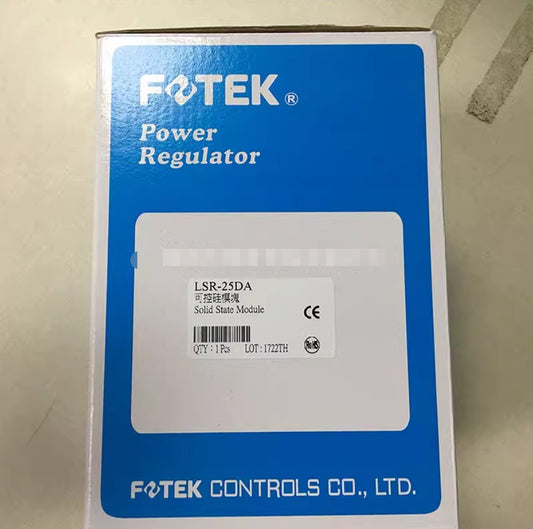 FOTEK ®
Power
Regulator
LSR-25DA
可控硅模塊
Solid State Module
CE
QTY : 1 Pcs LOT : 1722TH
RoHS
FOTEK CONTROLS CO., LTD.